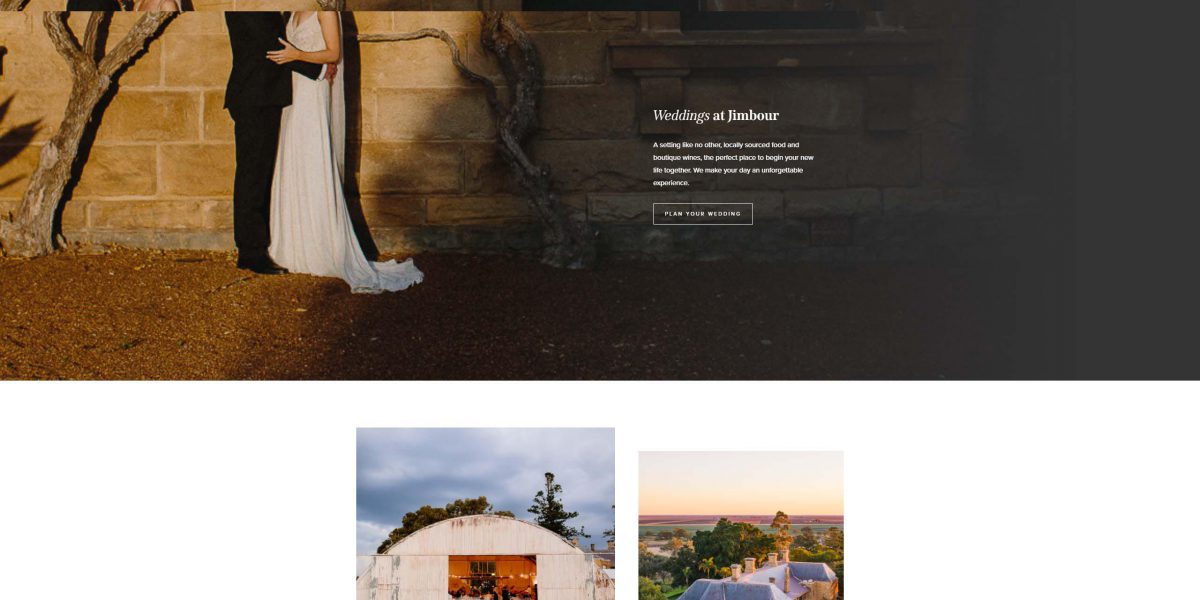 Weddings at Jimbour
A setting like no other, locally sourced food and
boutique wines, the perfect place to begin your new
life together. We make your day an unforgettable
experience.
PLAN YOUR WEDDING